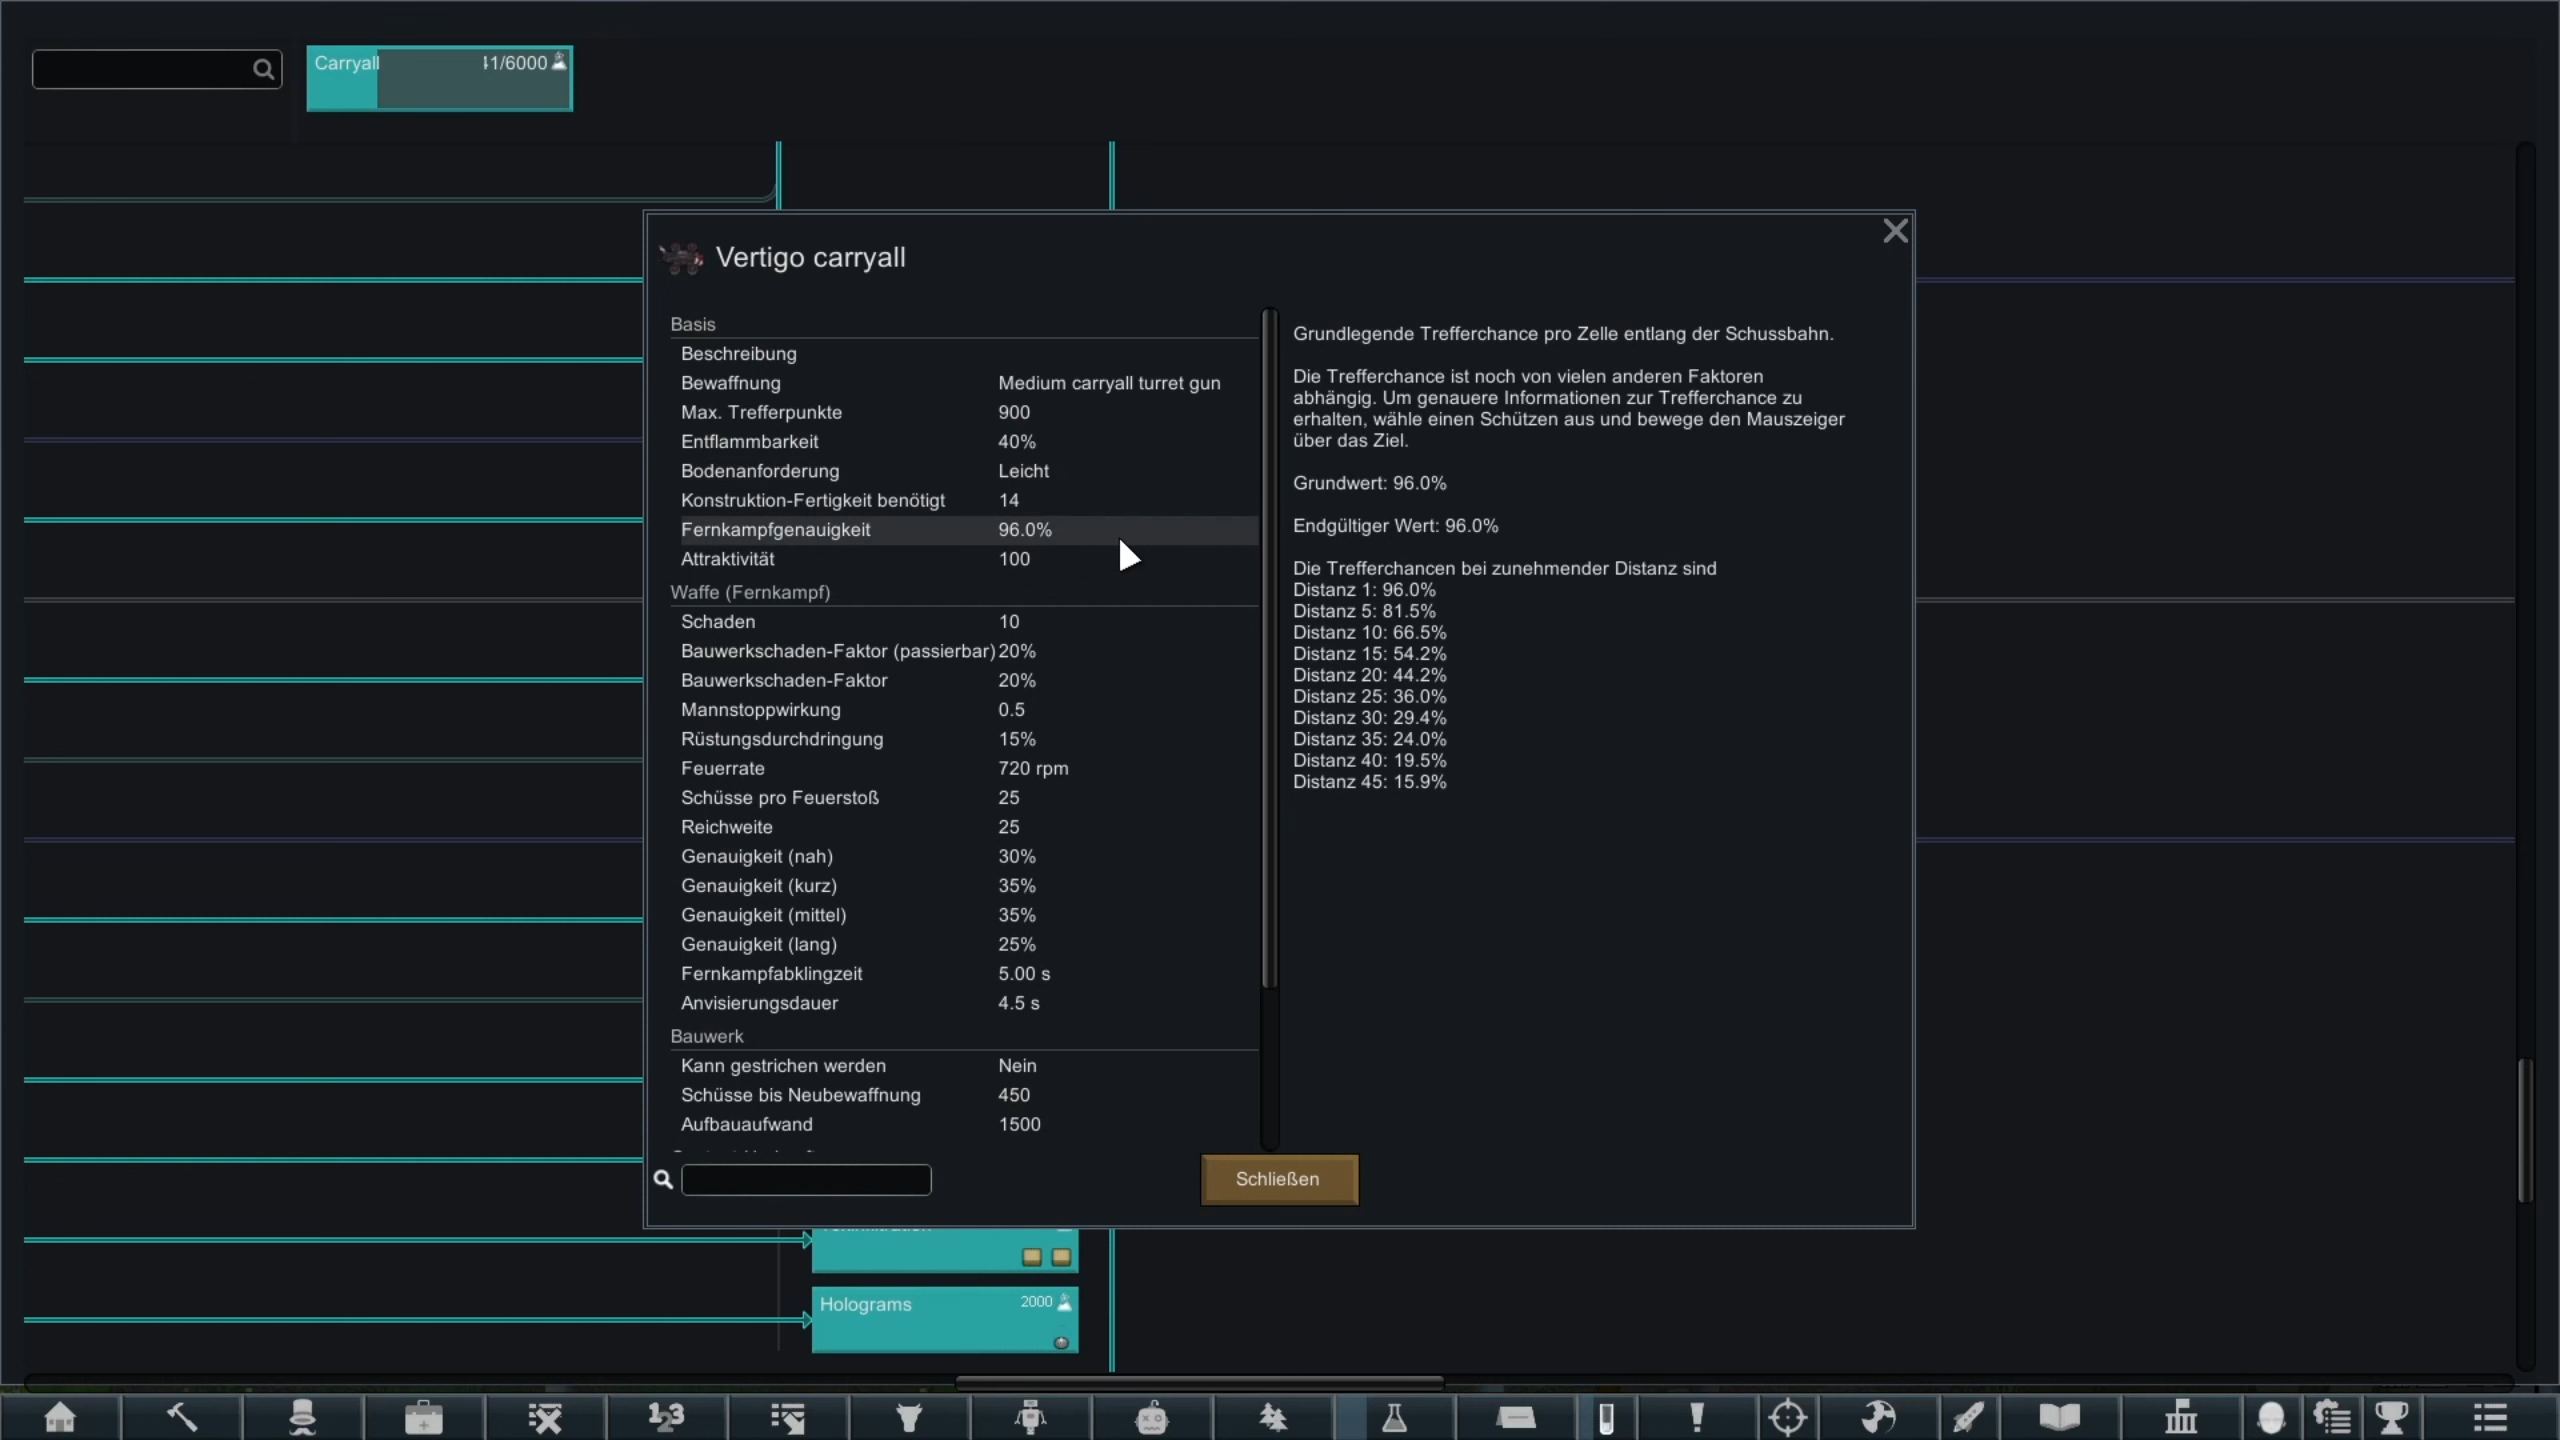 Carryall
1/6000
Vertigo carryall
Basis
Beschreibung
Bewaffnung Medium carryall turret gun
Max. Trefferpunkte 900
Entflammbarkeit 40%
Bodenanforderung Leicht
Konstruktion-Fertigkeit benötigt 14
Fernkampfgenauigkeit 96.0%
Attraktivität 100
Waffe (Fernkampf)
Schaden 10
Bauwerkschaden-Faktor (passierbar) 20%
Bauwerkschaden-Faktor 20%
Mannstoppwirkung 0.5
Rüstungsdurchdringung 15%
Feuerrate 720 rpm
Schüsse pro Feuerstoß 25
Reichweite 25
Genauigkeit (nah) 30%
Genauigkeit (kurz) 35%
Genauigkeit (mittel) 35%
Genauigkeit (lang) 25%
Fernkampfabklingzeit 5.00 s
Anvisierungsdauer 4.5 s
Bauwerk
Kann gestrichen werden Nein
Schüsse bis Neubewaffnung 450
Aufbauaufwand 1500
Grundlegende Trefferchance pro Zelle entlang der Schussbahn.
Die Trefferchance ist noch von vielen anderen Faktoren
abhängig. Um genauere Informationen zur Trefferchance zu
erhalten, wähle einen Schützen aus und bewege den Mauszeiger
über das Ziel.
Grundwert: 96.0%
Endgültiger Wert: 96.0%
Die Trefferchancen bei zunehmender Distanz sind
Distanz 1: 96.0%
Distanz 5: 81.5%
Distanz 10: 66.5%
Distanz 15: 54.2%
Distanz 20: 44.2%
Distanz 25: 36.0%
Distanz 30: 29.4%
Distanz 35: 24.0%
Distanz 40: 19.5%
Distanz 45: 15.9%
Schließen
Holograms 2000
123